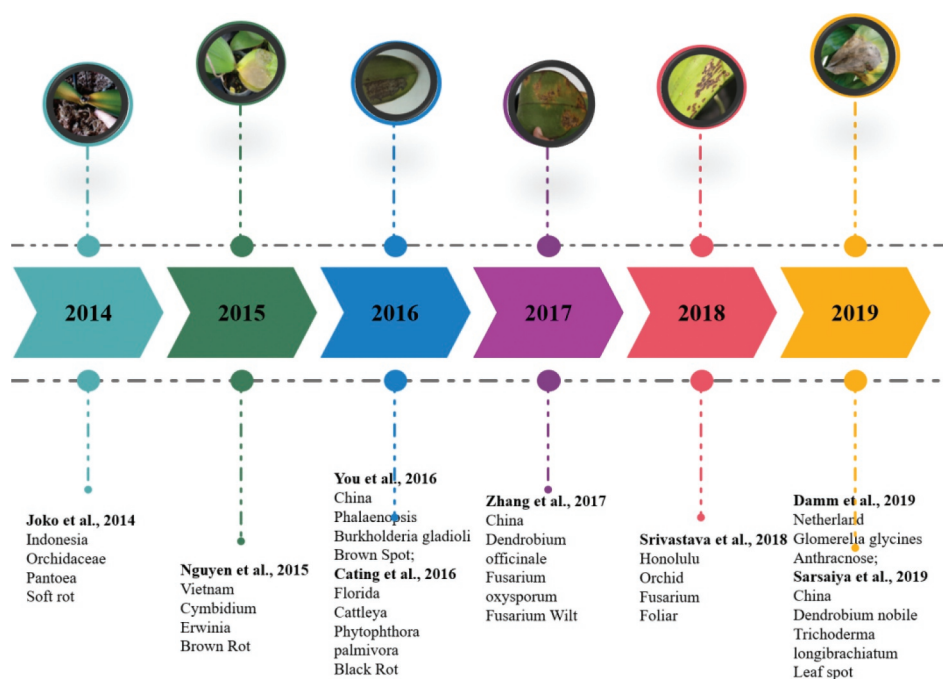 2014
2015
2016
2017
2018
2019
Joko et al., 2014
Indonesia
Orchidaceae
Pantoea
Soft rot
Nguyen et al., 2015
Vietnam
Cymbidium
Erwinia
Brown Rot
You et al., 2016
China
Phalaenopsis
Burkholderia gladioli
Brown Spot;
Cating et al., 2016
Florida
Cattleya
Phytophthora
palmivora
Black Rot
Zhang et al., 2017
China
Dendrobium
officinale
Fusarium
oxysporum
Fusarium Wilt
Srivastava et al., 2018
Honolulu
Orchid
Fusarium
Foliar
Damm et al., 2019
Netherland
Glomerella glycines
Anthracnose;
Sarsaiya et al., 2019
China
Dendrobium nobile
Trichoderma
longibrachiatum
Leaf spot